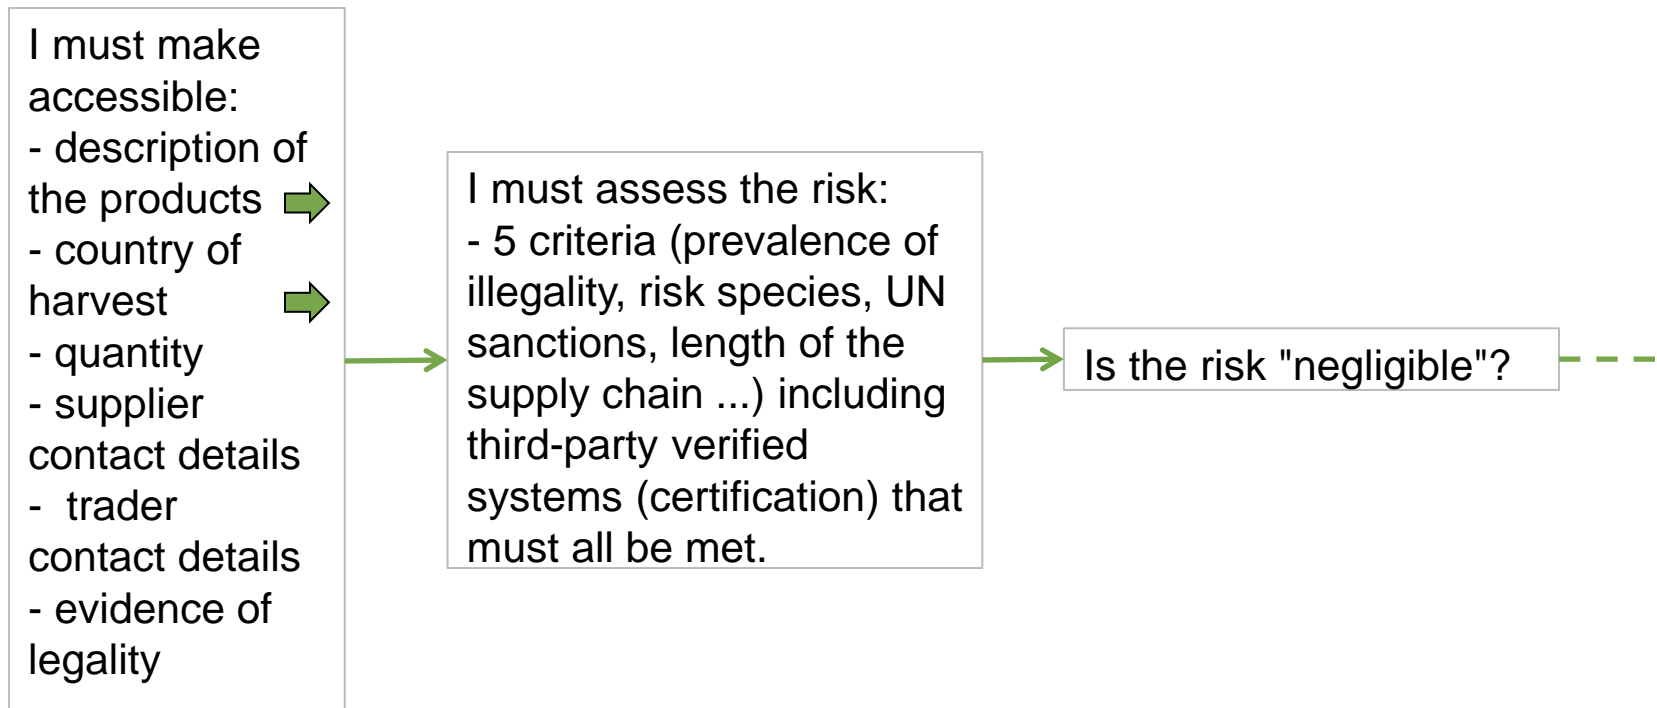 I must make
accessible:
- description of
the products
- country of
harvest
- quantity
- supplier
contact details
- trader
contact details
- evidence of
legality
I must assess the risk:
- 5 criteria (prevalence of
illegality, risk species, UN
sanctions, length of the
supply chain ...) including
third-party verified
systems (certification) that
must all be met.
Is the risk "negligible"?